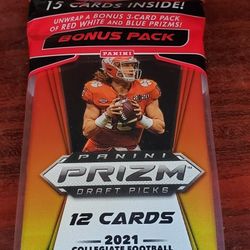 15 CARDS INSIDE!
UNWRAP A BONUS 3-CARD PACK
OF RED WHITE AND BLUE PRIZMS!
BONUS PACK
PANINI
PANINI
PRIZM
DRAFT PICKS
12 CARDS
2021
COLLEGIATE FOOTBALL